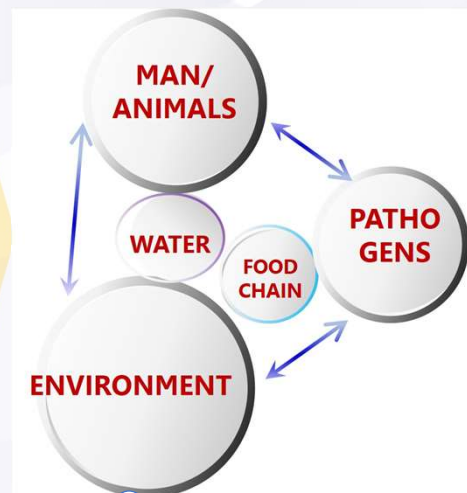 MAN/
ANIMALS
WATER
PATHO
GENS
FOOD
CHAIN
ENVIRONMENT